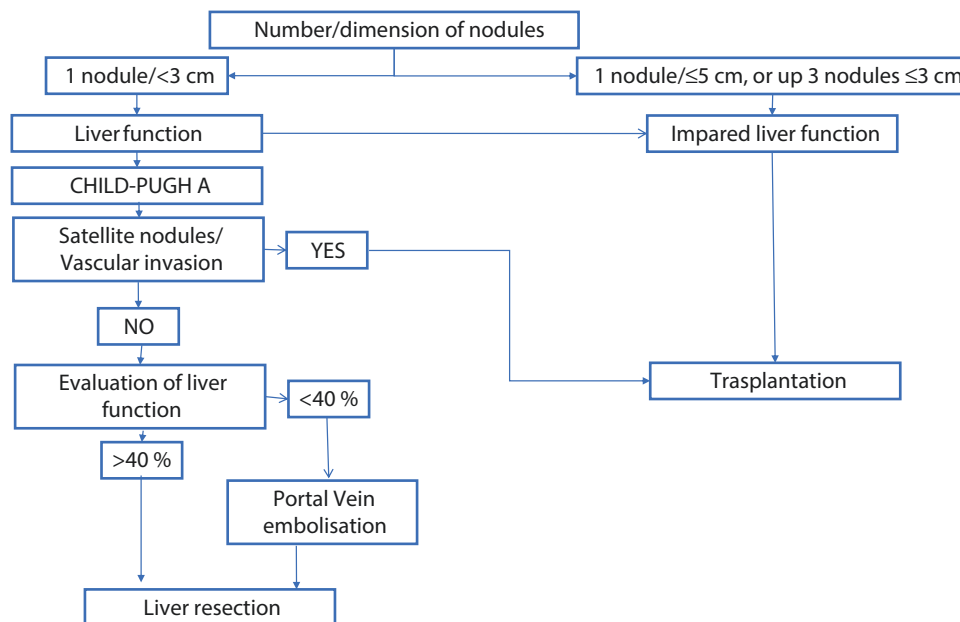 Number/dimension of nodules
1 nodule/<3 cm
1 nodule/≤5 cm, or up 3 nodules ≤3 cm
Liver function
Impared liver function
CHILD-PUGH A
Satellite nodules/
Vascular invasion
YES
NO
Evaluation of liver
function
<40 %
Trasplantation
>40 %
Portal Vein
embolisation
Liver resection